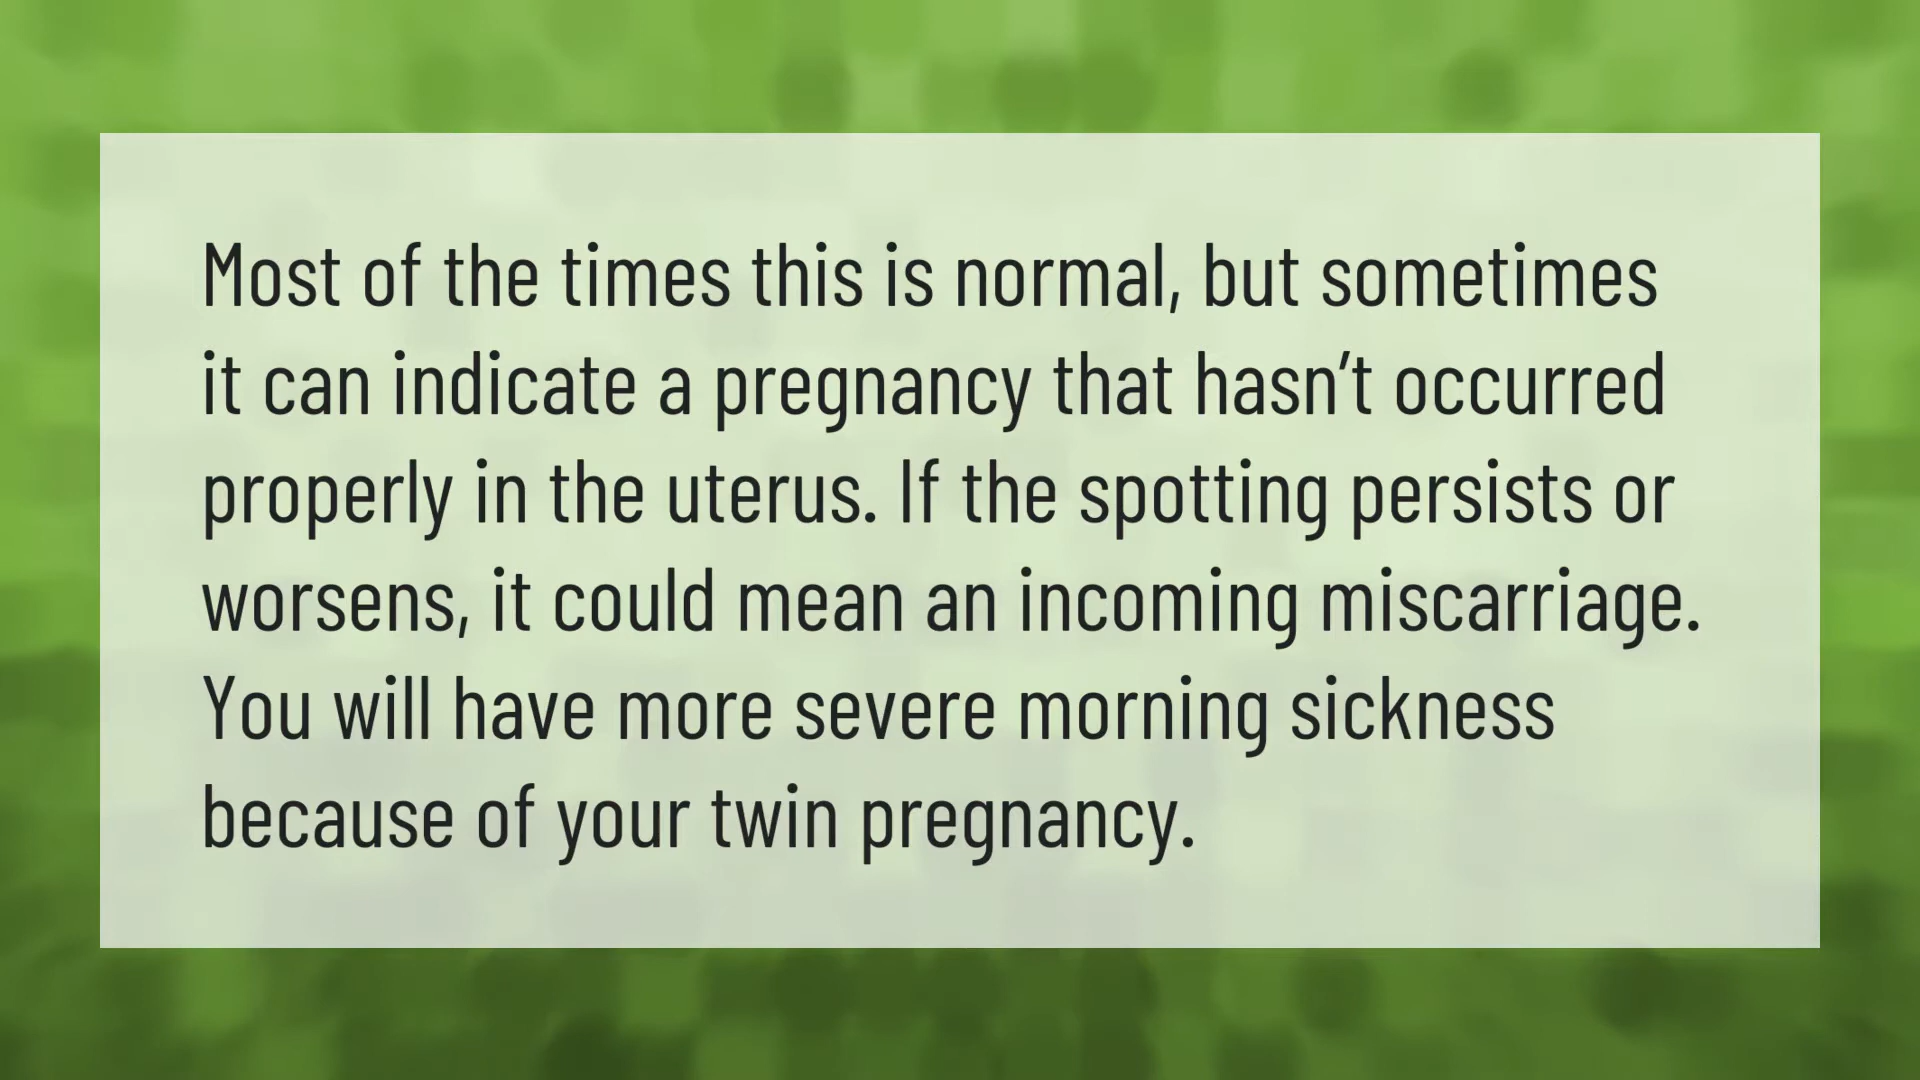 Most of the times this is normal, but sometimes
it can indicate a pregnancy that hasn’t occurred
properly in the uterus. If the spotting persists or
worsens, it could mean an incoming miscarriage.
You will have more severe morning sickness
because of your twin pregnancy.